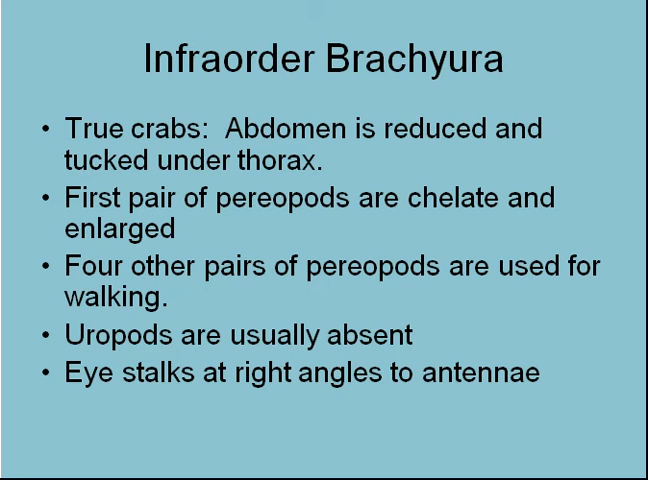 Infraorder Brachyura
• True crabs:  Abdomen is reduced and
tucked under thorax.
• First pair of pereopods are chelate and
enlarged
• Four other pairs of pereopods are used for
walking.
• Uropods are usually absent
• Eye stalks at right angles to antennae